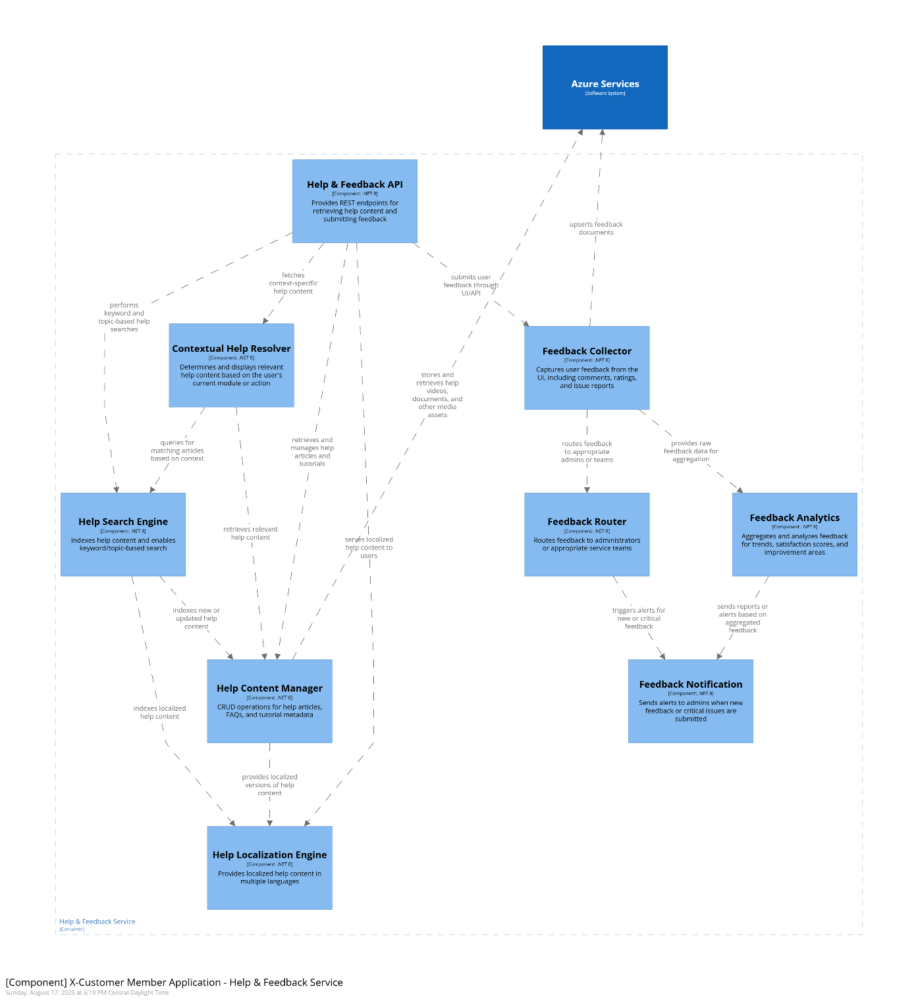 Azure Services
[Software System]
Help & Feedback API
[Component: .NET 8]
Provides REST endpoints for
retrieving help content and
submitting feedback
upserts feedback
documents
fetches
context-specific
help content
submits user
feedback through
UI/API
performs
keyword and
topic-based help
searches
Contextual Help Resolver
[Component: .NET 8]
Determines and displays relevant
help content based on the user's
current module or action
Feedback Collector
[Component: .NET 8]
Captures user feedback from the
UI, including comments, ratings,
and issue reports
stores and
retrieves help
videos,
documents, and
other media
assets
queries for
matching articles
based on context
retrieves and
manages help
articles and
tutorials
routes feedback
to appropriate
admins or teams
provides raw
feedback data for
aggregation
Help Search Engine
[Component: .NET 8]
Indexes help content and enables
keyword/topic-based search
retrieves relevant
help content
serves localized
help content to
users
Feedback Router
[Component: .NET 8]
Routes feedback to administrators
or appropriate service teams
Feedback Analytics
[Component: .NET 8]
Aggregates and analyzes feedback
for trends, satisfaction scores, and
improvement areas
indexes new or
updated help
content
triggers alerts for
new or critical
feedback
sends reports or
alerts based on
aggregated
feedback
Help Content Manager
[Component: .NET 8]
CRUD operations for help articles,
FAQs, and tutorial metadata
Feedback Notification
[Component: .NET 8]
Sends alerts to admins when new
feedback or critical issues are
submitted
indexes localized
help content
provides localized
versions of help
content
Help Localization Engine
[Component: .NET 8]
Provides localized help content in
multiple languages
Help & Feedback Service
[Container]
[Component] X-Customer Member Application - Help & Feedback Service
Sunday, August 17, 2025 at 6:19 PM Central Daylight Time